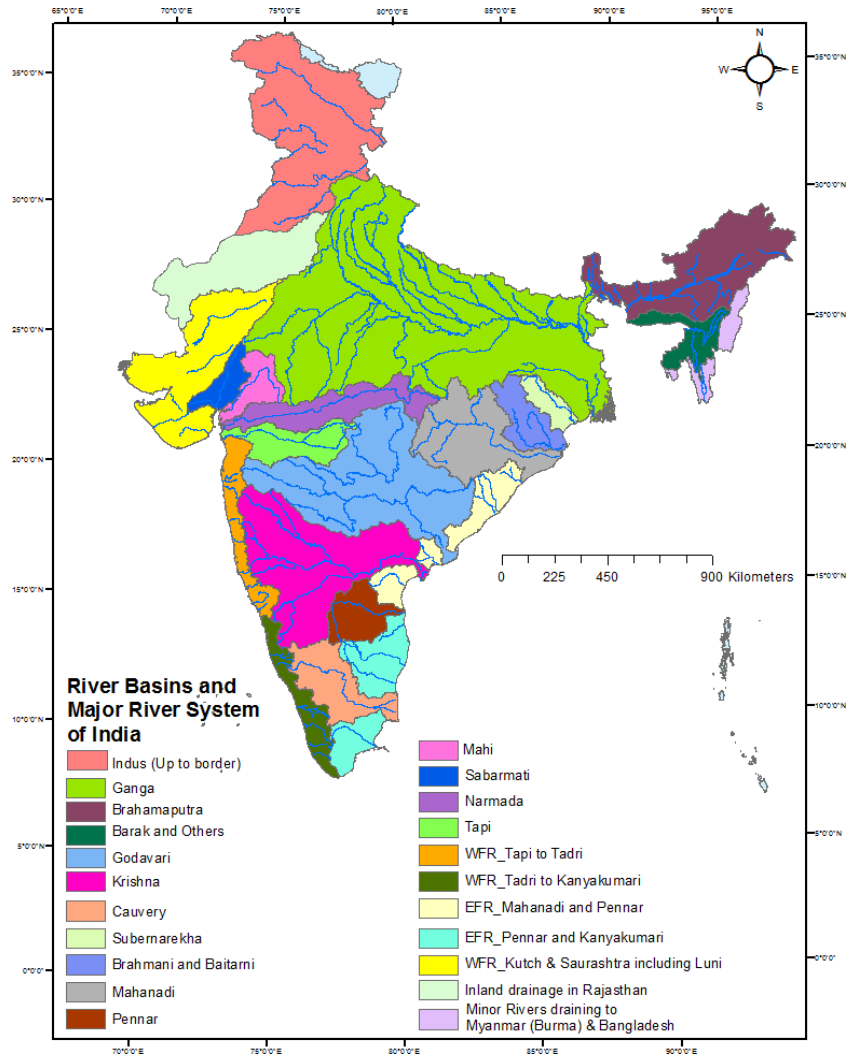 65°0'0"E 70°0'0"E 75°0'0"E 80°0'0"E 85°0'0"E 90°0'0"E 95°0'0"E
N
W E
S
35°0'0"N 35°0'0"N
30°0'0"N 30°0'0"N
25°0'0"N 25°0'0"N
20°0'0"N 20°0'0"N
0 225 450 900 Kilometers
15°0'0"N 15°0'0"N
10°0'0"N 10°0'0"N
5°0'0"N 5°0'0"N
0°0'0" 0°0'0"
River Basins and
Major River System
of India
Indus (Up to border)
Ganga
Brahamaputra
Barak and Others
Godavari
Krishna
Cauvery
Subernarekha
Brahmani and Baitarni
Mahanadi
Pennar
Mahi
Sabarmati
Narmada
Tapi
WFR_Tapi to Tadri
WFR_Tadri to Kanyakumari
EFR_Mahanadi and Pennar
EFR_Pennar and Kanyakumari
WFR_Kutch & Saurashtra including Luni
Inland drainage in Rajasthan
Minor Rivers draining to
Myanmar (Burma) & Bangladesh
70°0'0"E 75°0'0"E 80°0'0"E 85°0'0"E 90°0'0"E